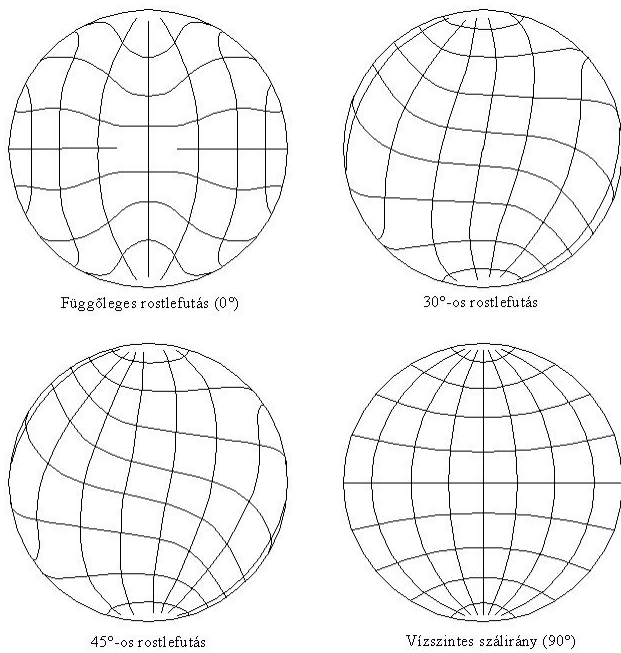 Függőleges rostlefutás (0°)
30°-os rostlefutás
45°-os rostlefutás
Vízszintes szálirány (90°)